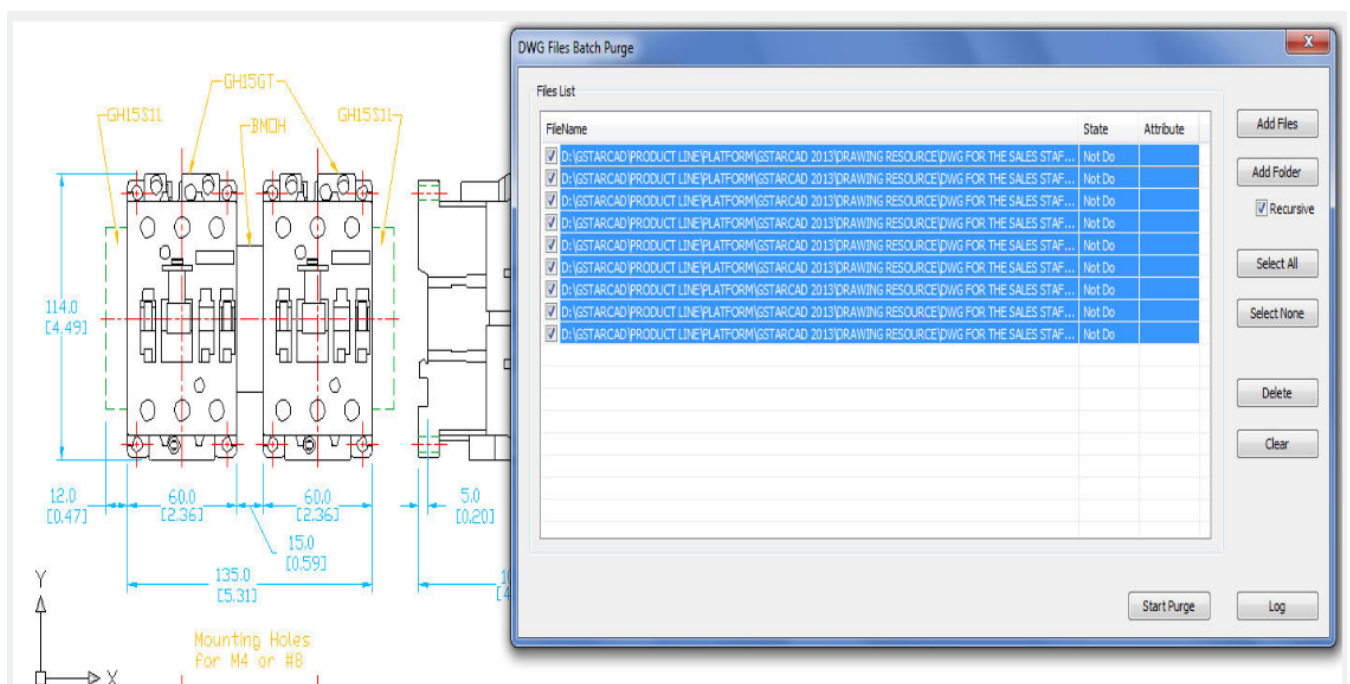 GH15GT
GH15S11
BMOH
GH15S11
114.0
[4.49]
12.0
[0.47]
60.0
[2.36]
60.0
[2.36]
5.0
[0.20]
15.0
[0.59]
135.0
[5.31]
Y
X
Mounting Holes
For M4 or #8
DWG Files Batch Purge
X
Files List
FileName State Attribute
D:\GSTARCAD\PRODUCT LINE\PLATFORM\GSTARCAD 2013\DRAWING RESOURCE\DWG FOR THE SALES STAF... Not Do
D:\GSTARCAD\PRODUCT LINE\PLATFORM\GSTARCAD 2013\DRAWING RESOURCE\DWG FOR THE SALES STAF... Not Do
D:\GSTARCAD\PRODUCT LINE\PLATFORM\GSTARCAD 2013\DRAWING RESOURCE\DWG FOR THE SALES STAF... Not Do
D:\GSTARCAD\PRODUCT LINE\PLATFORM\GSTARCAD 2013\DRAWING RESOURCE\DWG FOR THE SALES STAF... Not Do
D:\GSTARCAD\PRODUCT LINE\PLATFORM\GSTARCAD 2013\DRAWING RESOURCE\DWG FOR THE SALES STAF... Not Do
D:\GSTARCAD\PRODUCT LINE\PLATFORM\GSTARCAD 2013\DRAWING RESOURCE\DWG FOR THE SALES STAF... Not Do
D:\GSTARCAD\PRODUCT LINE\PLATFORM\GSTARCAD 2013\DRAWING RESOURCE\DWG FOR THE SALES STAF... Not Do
D:\GSTARCAD\PRODUCT LINE\PLATFORM\GSTARCAD 2013\DRAWING RESOURCE\DWG FOR THE SALES STAF... Not Do
D:\GSTARCAD\PRODUCT LINE\PLATFORM\GSTARCAD 2013\DRAWING RESOURCE\DWG FOR THE SALES STAF... Not Do
Add Files
Add Folder
Recursive
Select All
Select None
Delete
Clear
Start Purge
Log